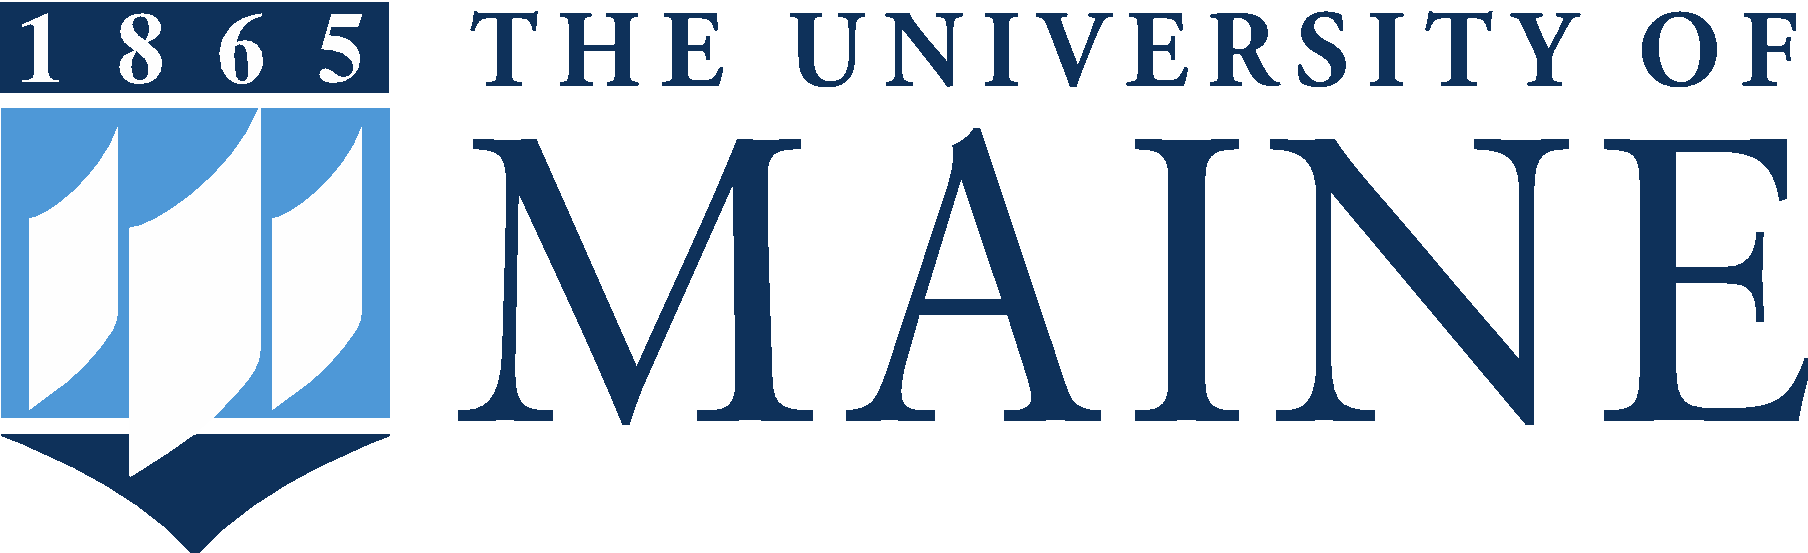 1865
THE UNIVERSITY OF
MAINE